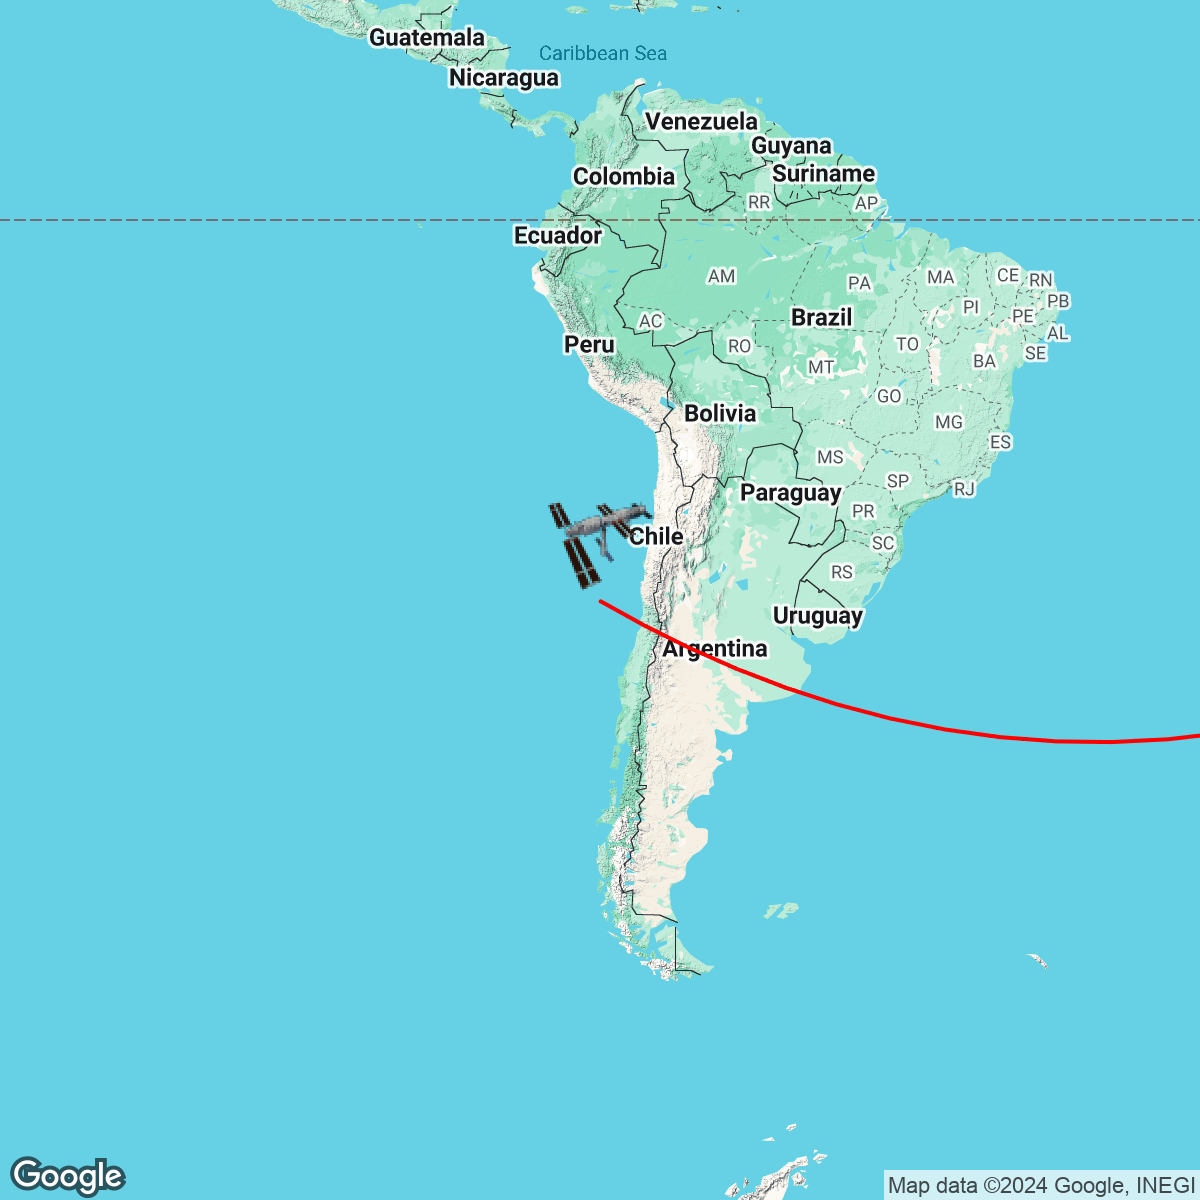 Guatemala
Caribbean Sea
Nicaragua
Venezuela
Guyana
Colombia
Suriname
RR
AP
Ecuador
AM
PA
MA
CE
RN
PB
PI
PE
AC
Brazil
AL
Peru
RO
TO
SE
MT
BA
GO
Bolivia
MG
ES
MS
SP
RJ
Paraguay
PR
Chile
SC
RS
Uruguay
Argentina
Google
Map data ©2024 Google, INEGI